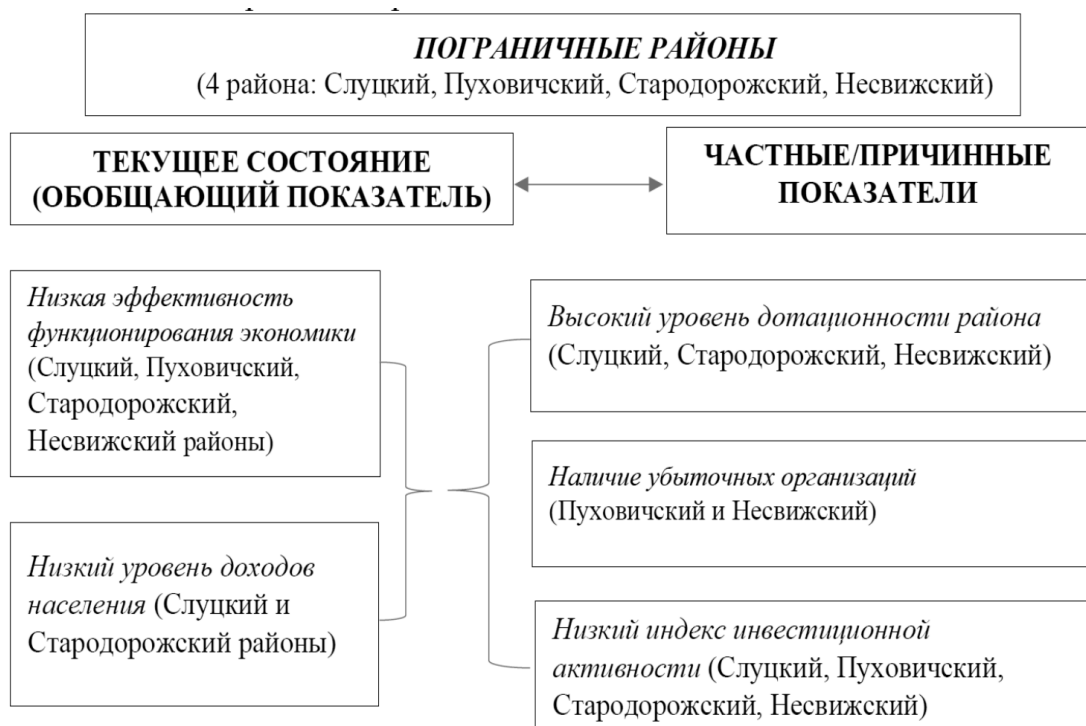 ПОГРАНИЧНЫЕ РАЙОНЫ
(4 района: Слуцкий, Пуховичский, Стародорожский, Несвижский)
ТЕКУЩЕЕ СОСТОЯНИЕ
(ОБОБЩАЮЩИЙ ПОКАЗАТЕЛЬ)
ЧАСТНЫЕ/ПРИЧИННЫЕ
ПОКАЗАТЕЛИ
Низкая эффективность
функционирования экономики
(Слуцкий, Пуховичский,
Стародорожский,
Несвижский районы)
Низкий уровень доходов
населения (Слуцкий и
Стародорожский районы)
Высокий уровень дотационности района
(Слуцкий, Стародорожский, Несвижский)
Наличие убыточных организаций
(Пуховичский и Несвижский)
Низкий индекс инвестиционной
активности (Слуцкий, Пуховичский,
Стародорожский, Несвижский)